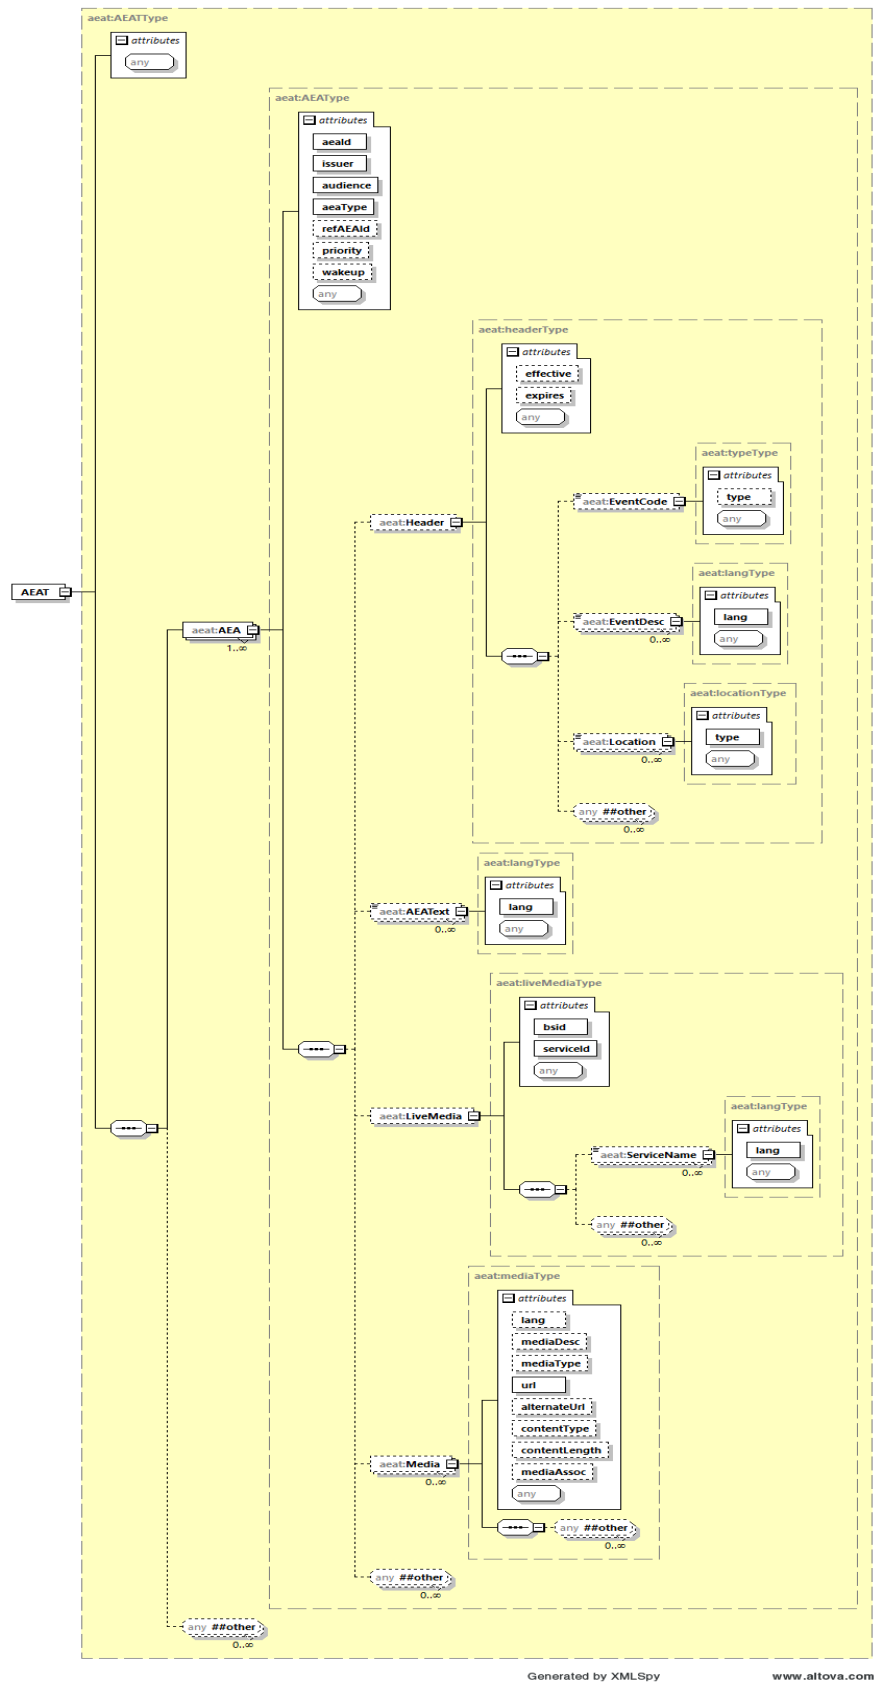 aeat:AEATType
attributes
any
aeat:AEAType
attributes
aeaId
issuer
audience
aeaType
refAEAId
priority
wakeup
any
aeat:headerType
attributes
effective
expires
any
aeat:typeType
attributes
type
any
aeat:EventCode
aeat:Header
aeat:langType
attributes
lang
any
aeat:EventDesc
0..∞
AEAT
aeat:AEA
1..∞
aeat:locationType
attributes
type
any
aeat:Location
0..∞
any ##other
0..∞
aeat:langType
attributes
lang
any
aeat:AEAText
0..∞
aeat:liveMediaType
attributes
bsid
serviceId
any
aeat:LiveMedia
aeat:langType
attributes
lang
any
aeat:ServiceName
0..∞
any ##other
0..∞
aeat:mediaType
attributes
lang
mediaDesc
mediaType
url
alternateUrl
contentType
contentLength
mediaAssoc
any
aeat:Media
0..∞
any ##other
0..∞
any ##other
0..∞
any ##other
0..∞
Generated by XMLSpy www.altova.com